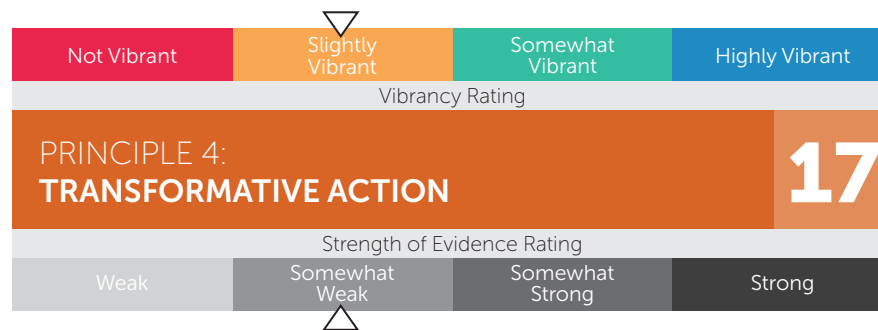 Not Vibrant
Slightly
Vibrant
Somewhat
Vibrant
Highly Vibrant
Vibrancy Rating
PRINCIPLE 4:
TRANSFORMATIVE ACTION
17
Strength of Evidence Rating
Weak
Somewhat
Weak
Somewhat
Strong
Strong